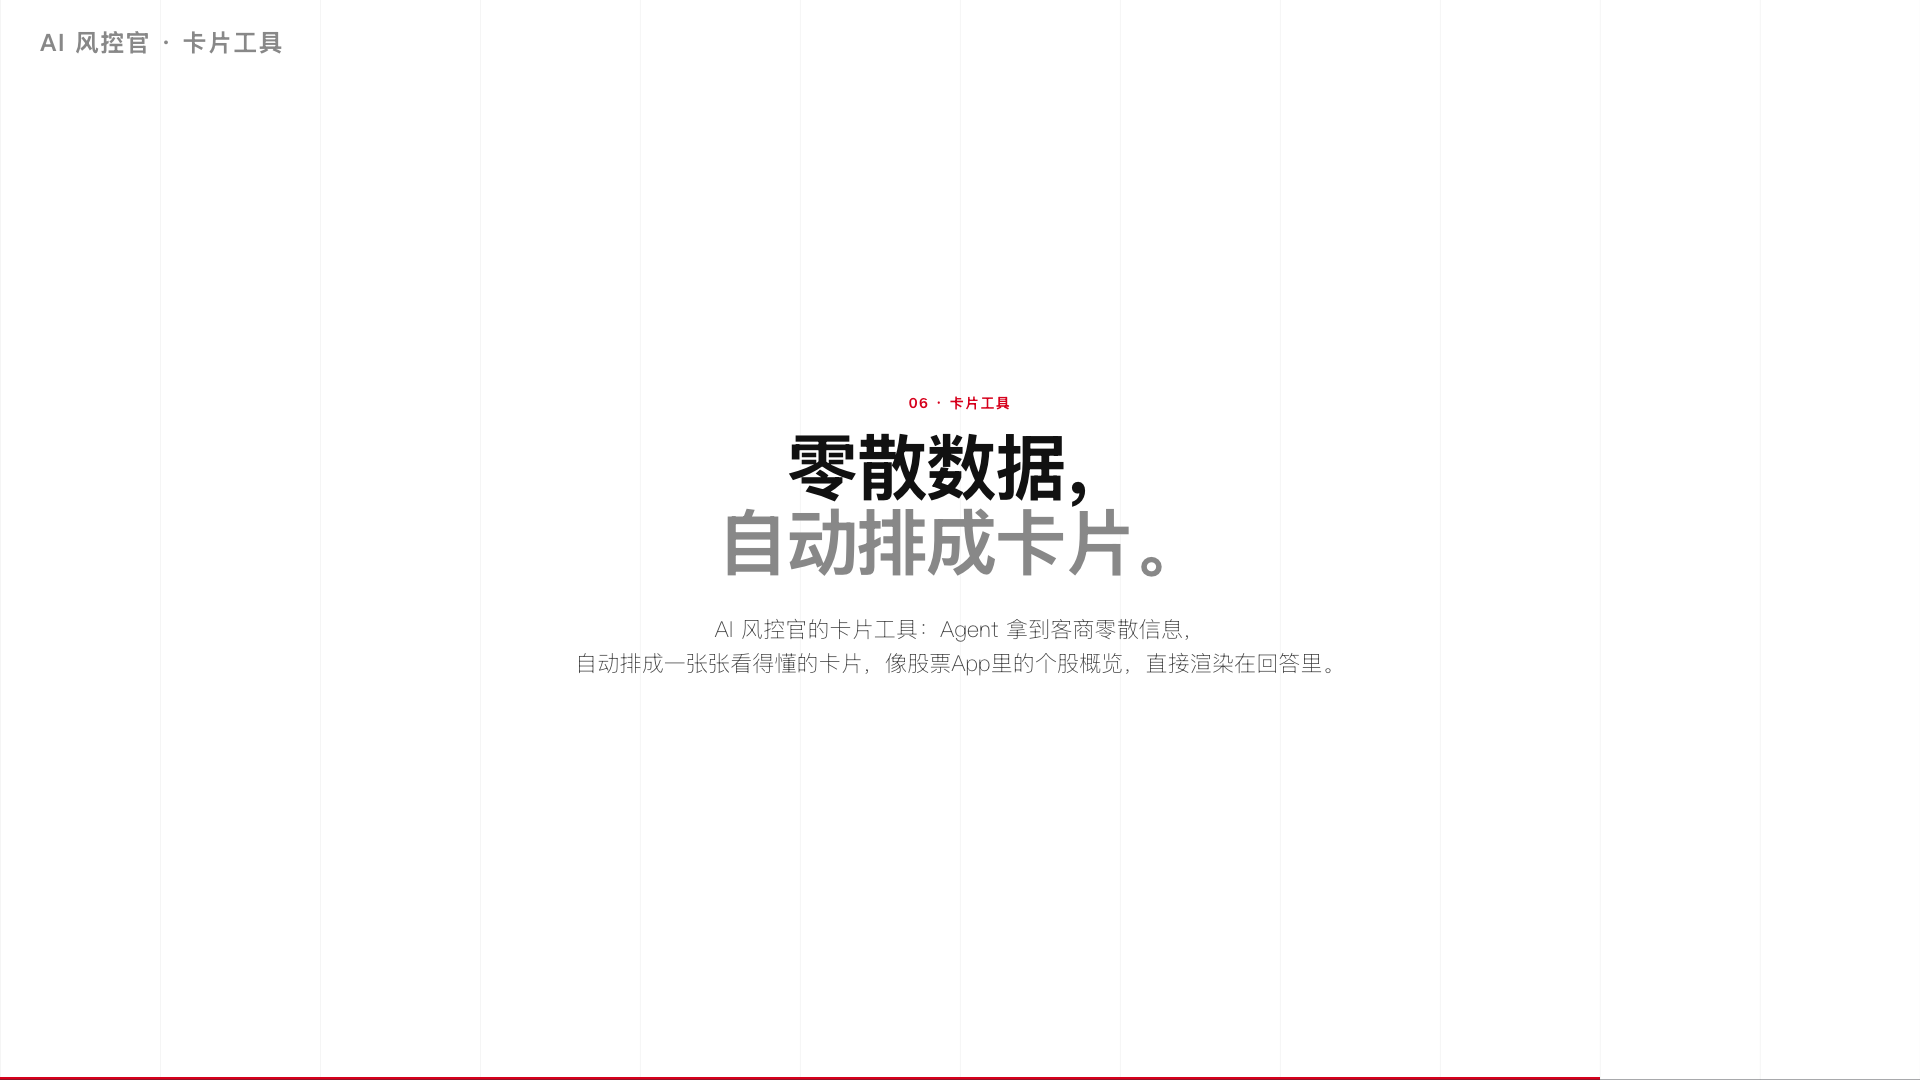 AI 风控官 · 卡片工具
06 · 卡片工具
零散数据，
自动排成卡片。
AI 风控官的卡片工具：Agent 拿到客商零散信息，
自动排成一张张看得懂的卡片，像股票App里的个股概览，直接渲染在回答里。